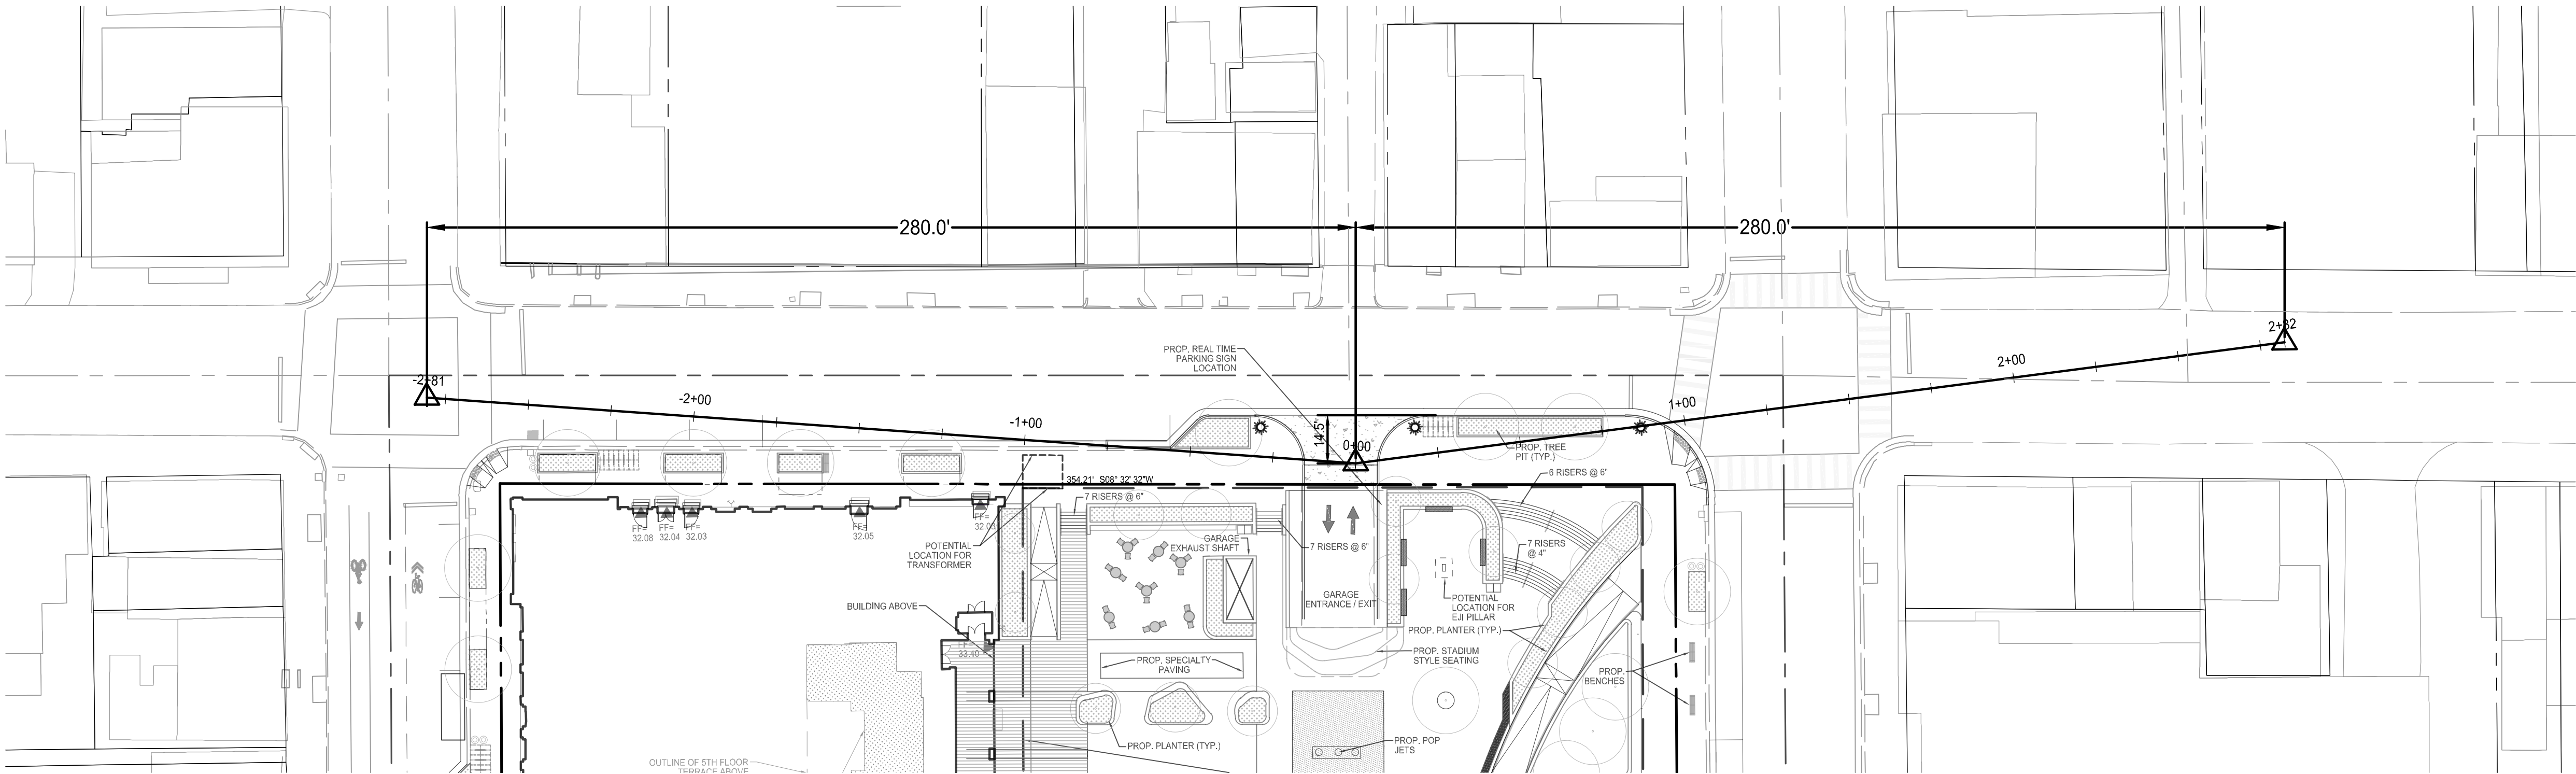 280.0'
280.0'
2+82
PROP. REAL TIME
PARKING SIGN
LOCATION
2+00
-2+81
-2+00
1+00
-1+00
14.5'
0+00
PROP. TREE
PIT (TYP.)
354.21' S08° 32' 32"W
6 RISERS @ 6"
7 RISERS @ 6"
FF=
32.08
FF=
32.04
FF=
32.03
FF=
32.05
FF=
32.03
POTENTIAL
LOCATION FOR
TRANSFORMER
GARAGE
EXHAUST SHAFT
7 RISERS @ 6"
7 RISERS
@ 4"
GARAGE
ENTRANCE / EXIT
POTENTIAL
LOCATION FOR
EJI PILLAR
BUILDING ABOVE
PROP. PLANTER (TYP.)
FF=
33.40
PROP. SPECIALTY
PAVING
PROP. STADIUM
STYLE SEATING
PROP.
BENCHES
PROP. PLANTER (TYP.)
PROP. POP
JETS
OUTLINE OF 5TH FLOOR
TERRACE ABOVE